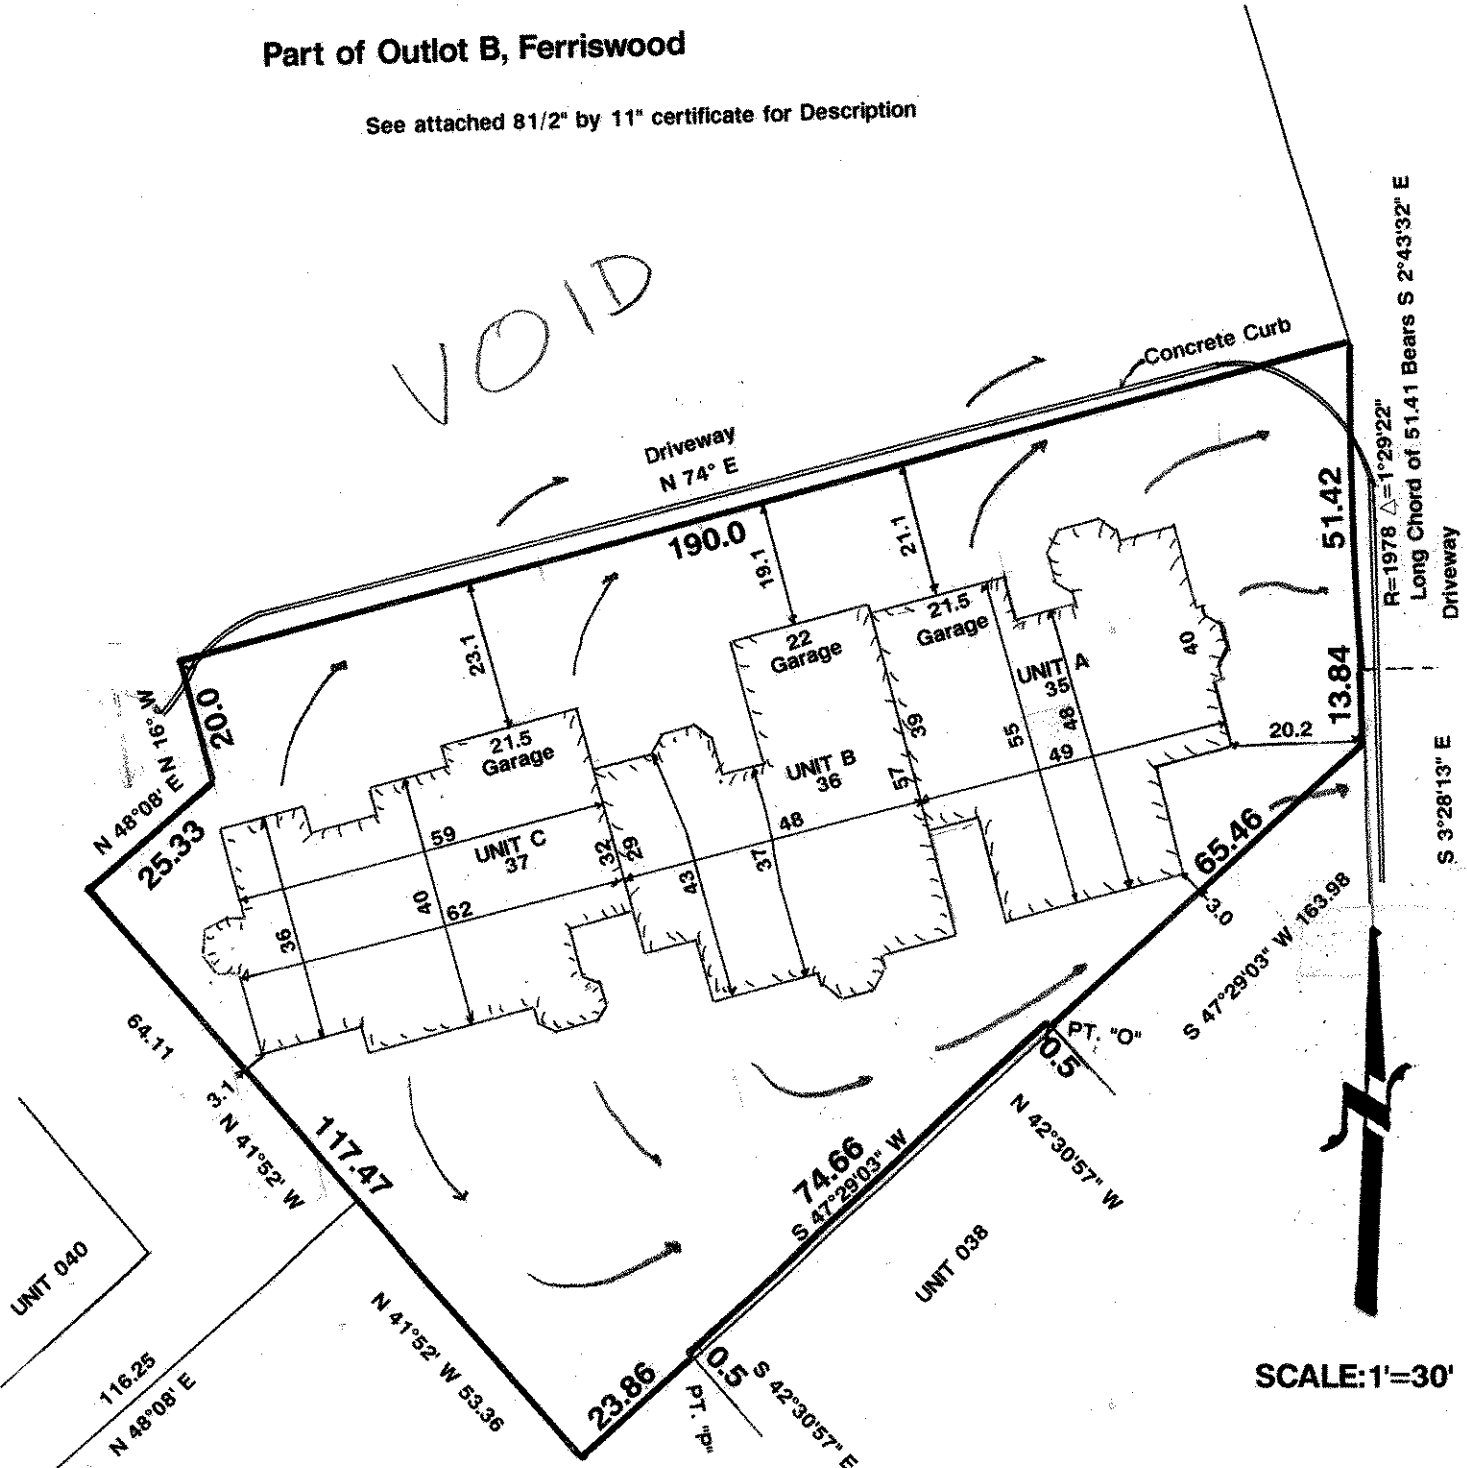 Part of Outlot B, Ferriswood
See attached 81/2" by 11" certificate for Description
VOID
Concrete Curb
Driveway
N 74° E
190.0
R=1978 △=1°29'22"
Long Chord of 51.41 Bears S 2°43'32" E
Driveway
51.42
13.84
S 3°28'13" E
20.2
23.1
19.1
21.1
20.0
N 16° W
N 48°08' E
25.33
21.5
Garage
22
Garage
21.5
Garage
UNIT A
35
40
55
48
49
39
57
UNIT B
36
48
37
43
29
32
59
UNIT C
37
40
62
36
65.46
3.0
S 47°29'03" W 163.98
PT. "O"
0.5
N 42°30'57" W
64.11
3.1
N 41°52' W
117.47
74.66
S 47°29'03" W
UNIT 038
UNIT 040
116.25
N 48°08' E
N 41°52' W 53.36
23.86
0.5
PT. "P"
S 42°30'57" E
N
SCALE:1'=30'